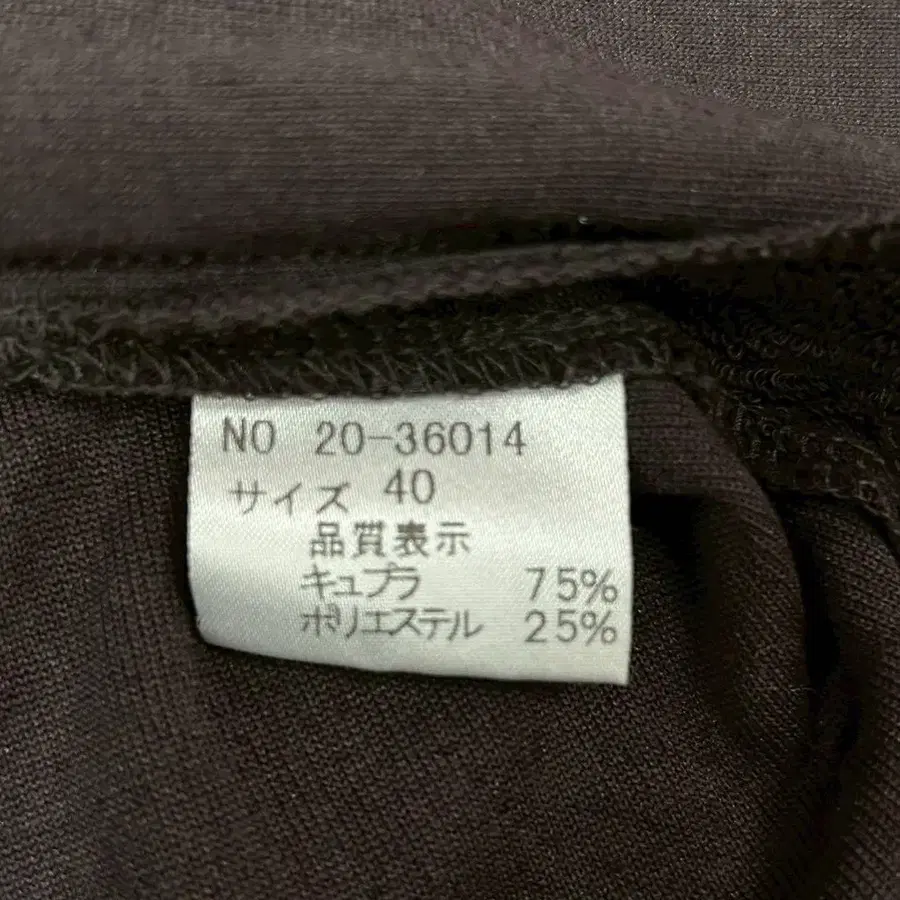 NO 20-36014
サイズ 40
品質表示
キュプラ 75%
ポリエステル 25%